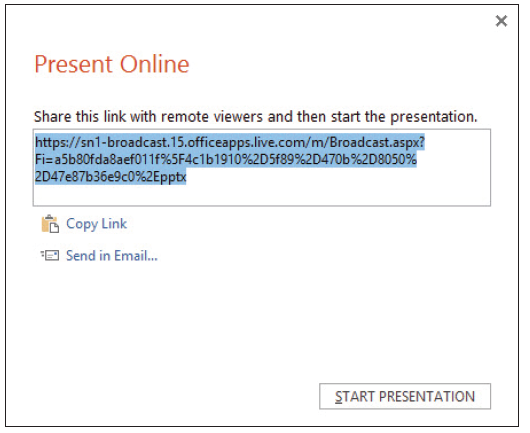 Present Online
Share this link with remote viewers and then start the presentation.
https://sn1-broadcast.15.officeapps.live.com/m/Broadcast.aspx?
Fi=a5b80fda8aef011f%5F4c1b1910%2D5f89%2D470b%2D8050%
2D47e87b36e9c0%2Epptx
Copy Link
Send in Email...
START PRESENTATION